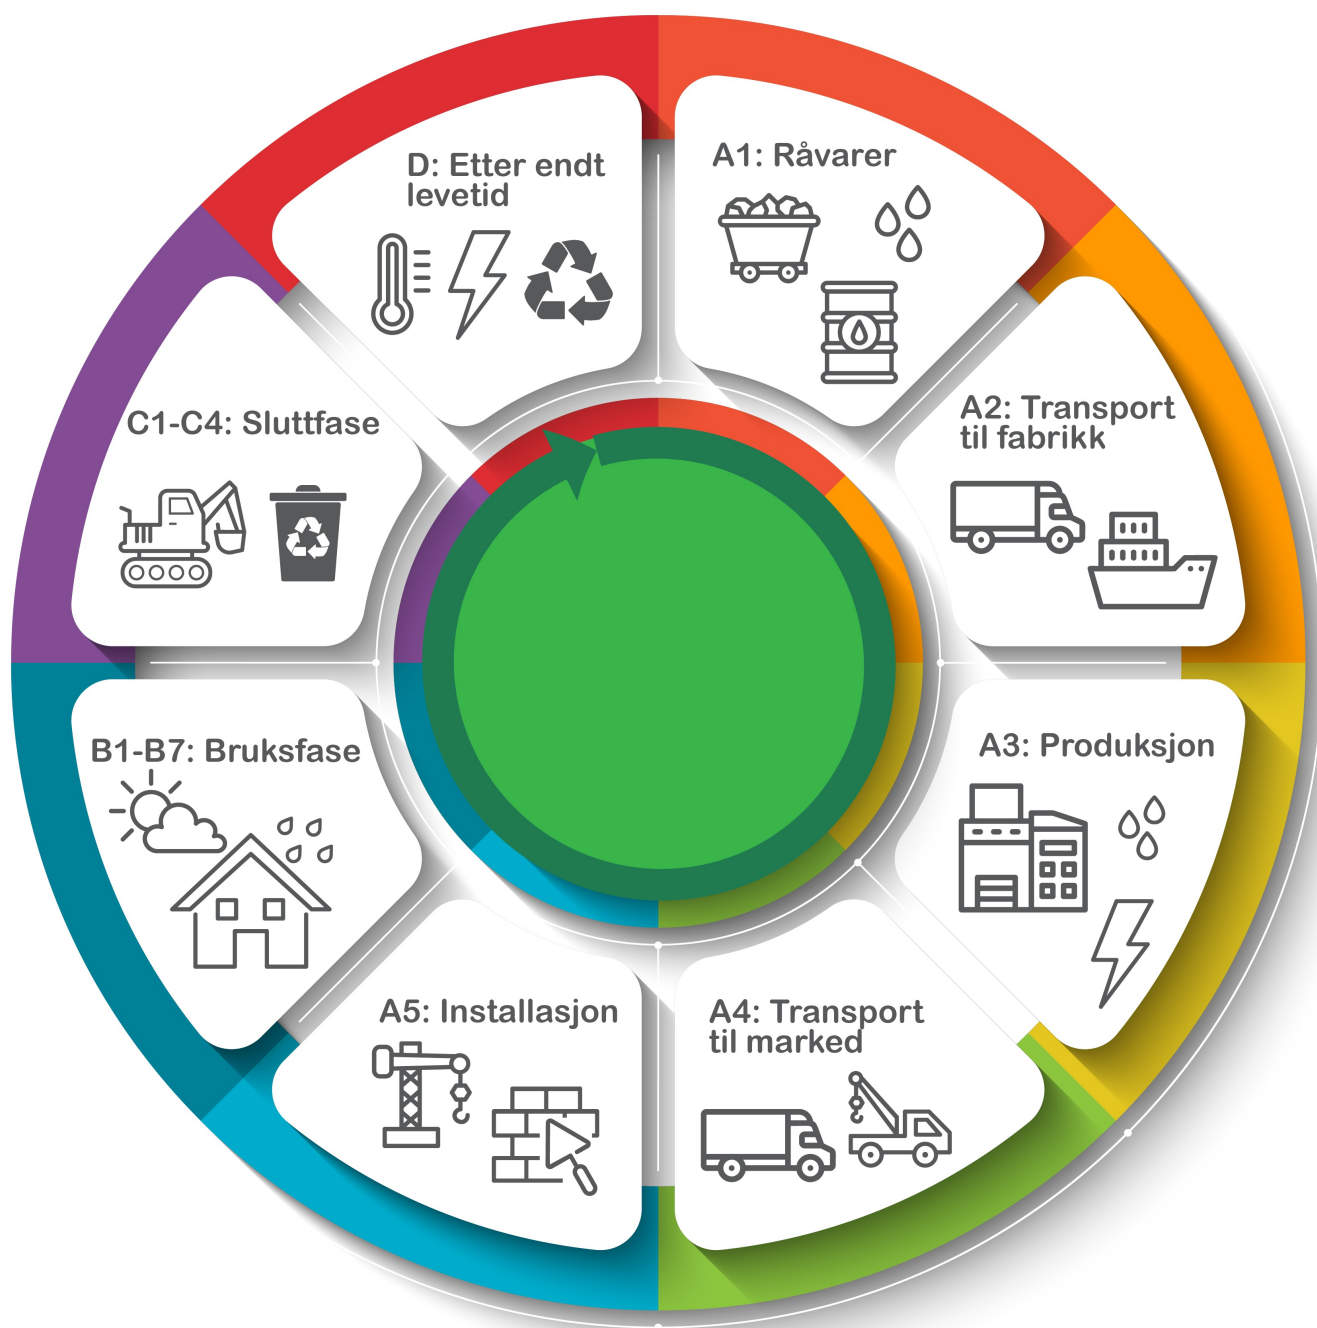 A1: Råvarer
A2: Transport
til fabrikk
A3: Produksjon
A4: Transport
til marked
A5: Installasjon
B1-B7: Bruksfase
C1-C4: Sluttfase
D: Etter endt
levetid